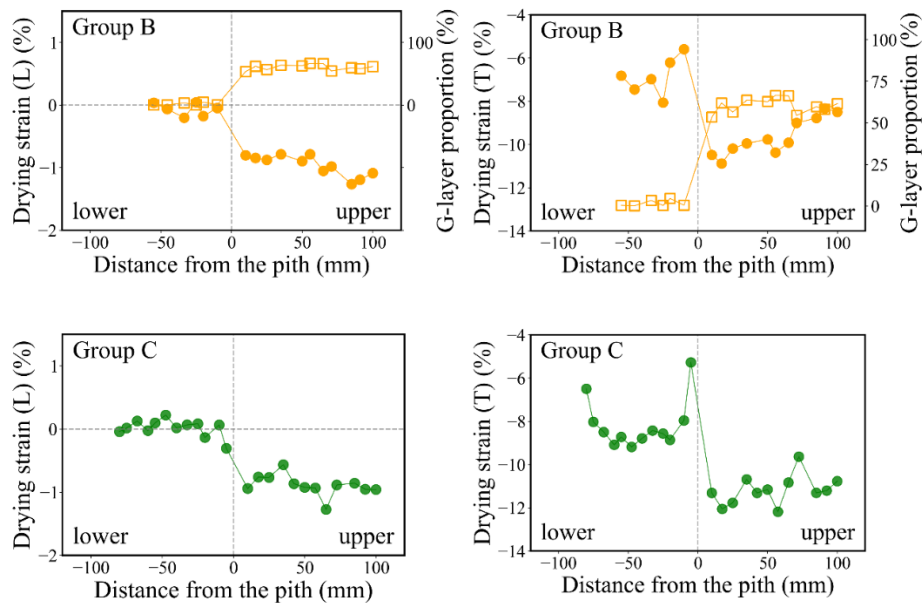 Group B
Drying strain (L) (%)
1
0
−1
−2
100
0
G-layer proportion (%)
lower
upper
−100
−50
0
50
100
Distance from the pith (mm)
Group B
Drying strain (T) (%)
−4
−6
−8
−10
−12
−14
100
75
50
25
0
G-layer proportion (%)
lower
upper
−100
−50
0
50
100
Distance from the pith (mm)
Group C
Drying strain (L) (%)
1
0
−1
−2
lower
upper
−100
−50
0
50
100
Distance from the pith (mm)
Group C
Drying strain (T) (%)
−4
−6
−8
−10
−12
−14
lower
upper
−100
−50
0
50
100
Distance from the pith (mm)